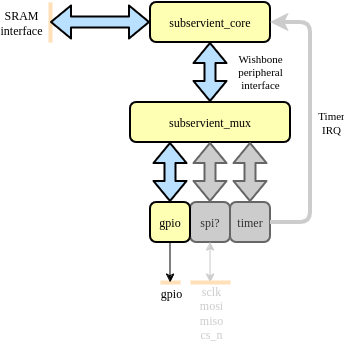 SRAM
interface
subservient_core
Wishbone
peripheral
interface
Timer
IRQ
subservient_mux
gpio
spi?
timer
gpio
sclk
mosi
miso
cs_n